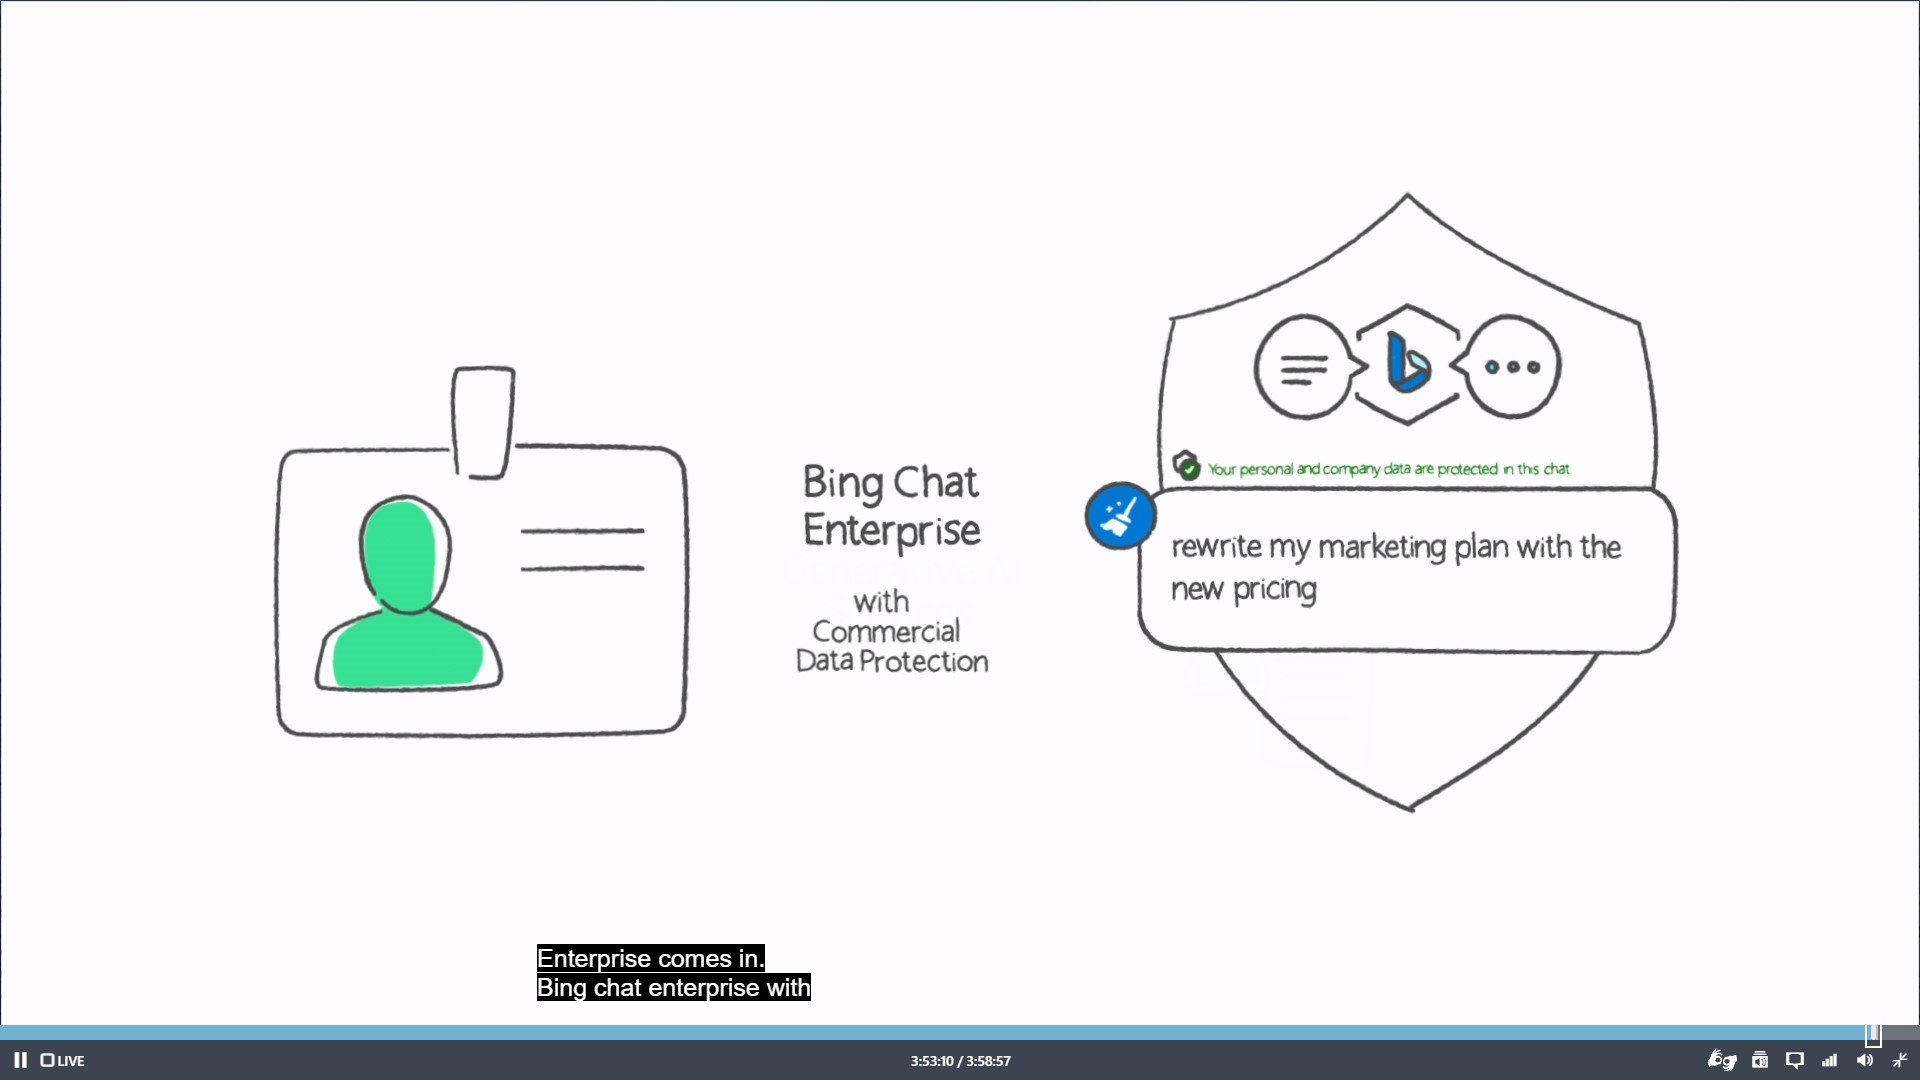 Bing Chat
Enterprise
with
Commercial
Data Protection
Your personal and company data are protected in this chat
rewrite my marketing plan with the
new pricing
Enterprise comes in.
Bing chat enterprise with
LIVE
3:53:10 / 3:58:57